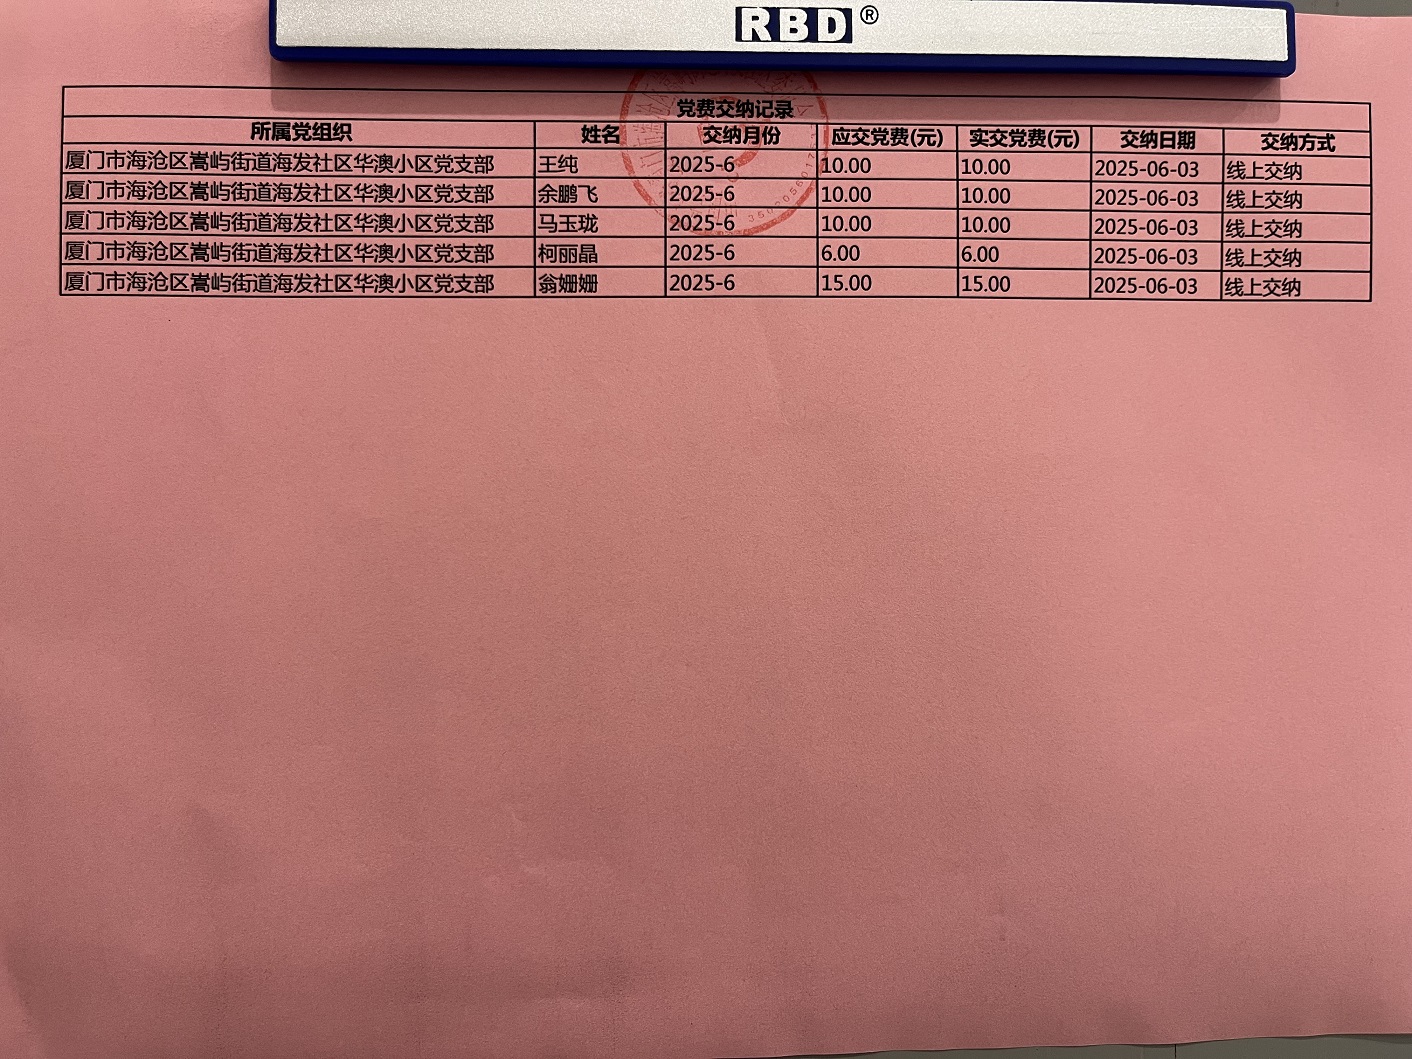 RBD®
党费交纳记录
所属党组织 姓名 交纳月份 应交党费(元) 实交党费(元) 交纳日期 交纳方式
厦门市海沧区嵩屿街道海发社区华澳小区党支部 王纯 2025-6 10.00 10.00 2025-06-03 线上交纳
厦门市海沧区嵩屿街道海发社区华澳小区党支部 余鹏飞 2025-6 10.00 10.00 2025-06-03 线上交纳
厦门市海沧区嵩屿街道海发社区华澳小区党支部 马玉珑 2025-6 10.00 10.00 2025-06-03 线上交纳
厦门市海沧区嵩屿街道海发社区华澳小区党支部 柯丽晶 2025-6 6.00 6.00 2025-06-03 线上交纳
厦门市海沧区嵩屿街道海发社区华澳小区党支部 翁姗姗 2025-6 15.00 15.00 2025-06-03 线上交纳